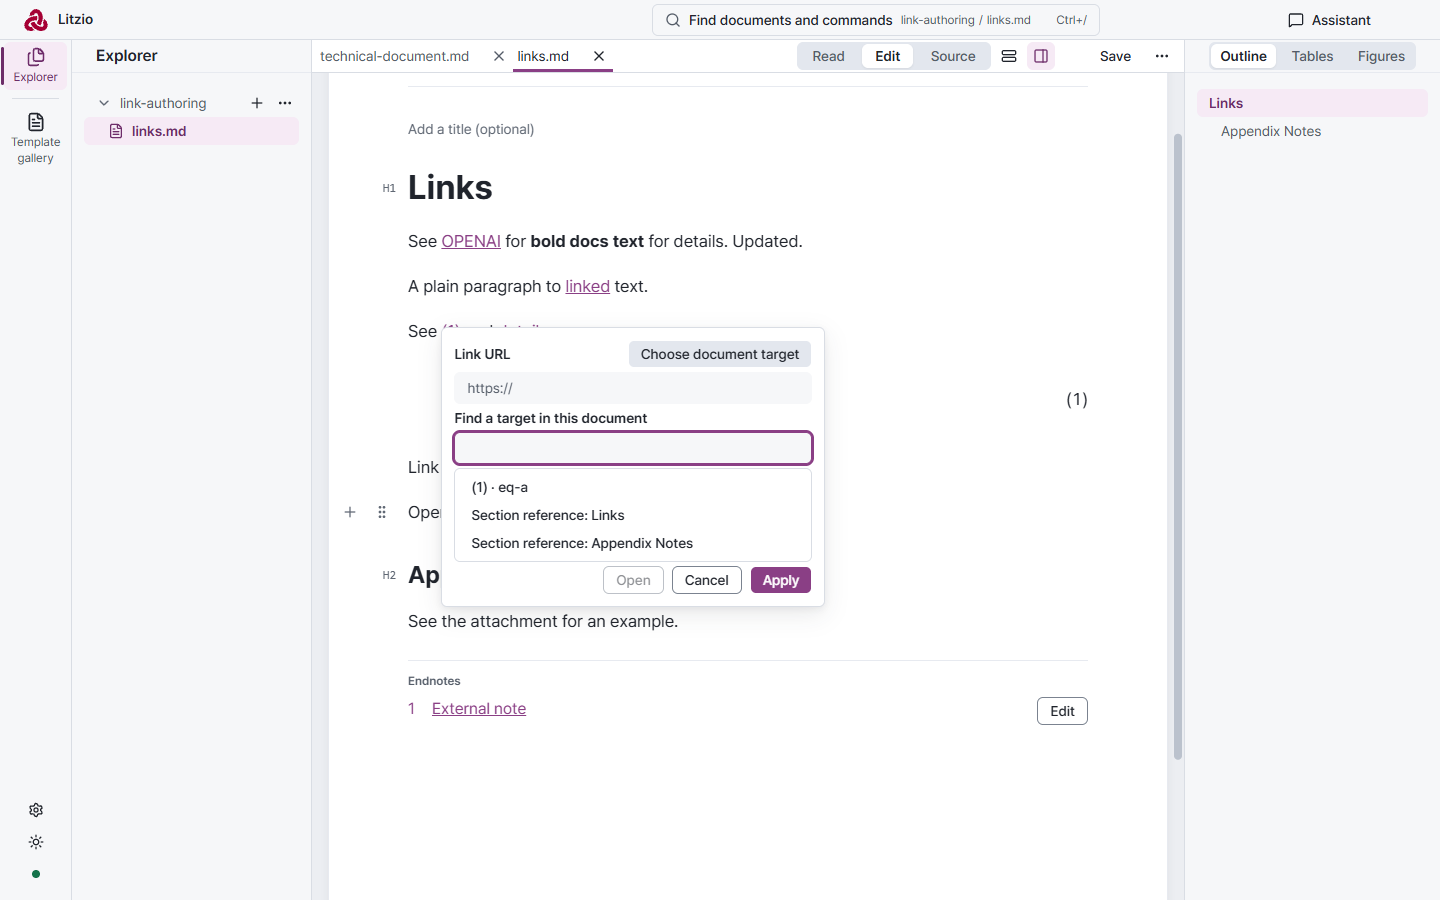 Litzio
Find documents and commands link-authoring / links.md Ctrl+/
Assistant
Explorer
Template
gallery
Explorer
link-authoring
links.md
technical-document.md
links.md
Read Edit Source
Save
Outline Tables Figures
Links
Appendix Notes
Add a title (optional)
H1 Links
See OPENAI for bold docs text for details. Updated.
A plain paragraph to linked text.
See
(1)
Link
Link URL
Choose document target
https://
Find a target in this document
(1) · eq-a
Section reference: Links
Section reference: Appendix Notes
Open Cancel Apply
H2
See the attachment for an example.
Endnotes
1 External note
Edit